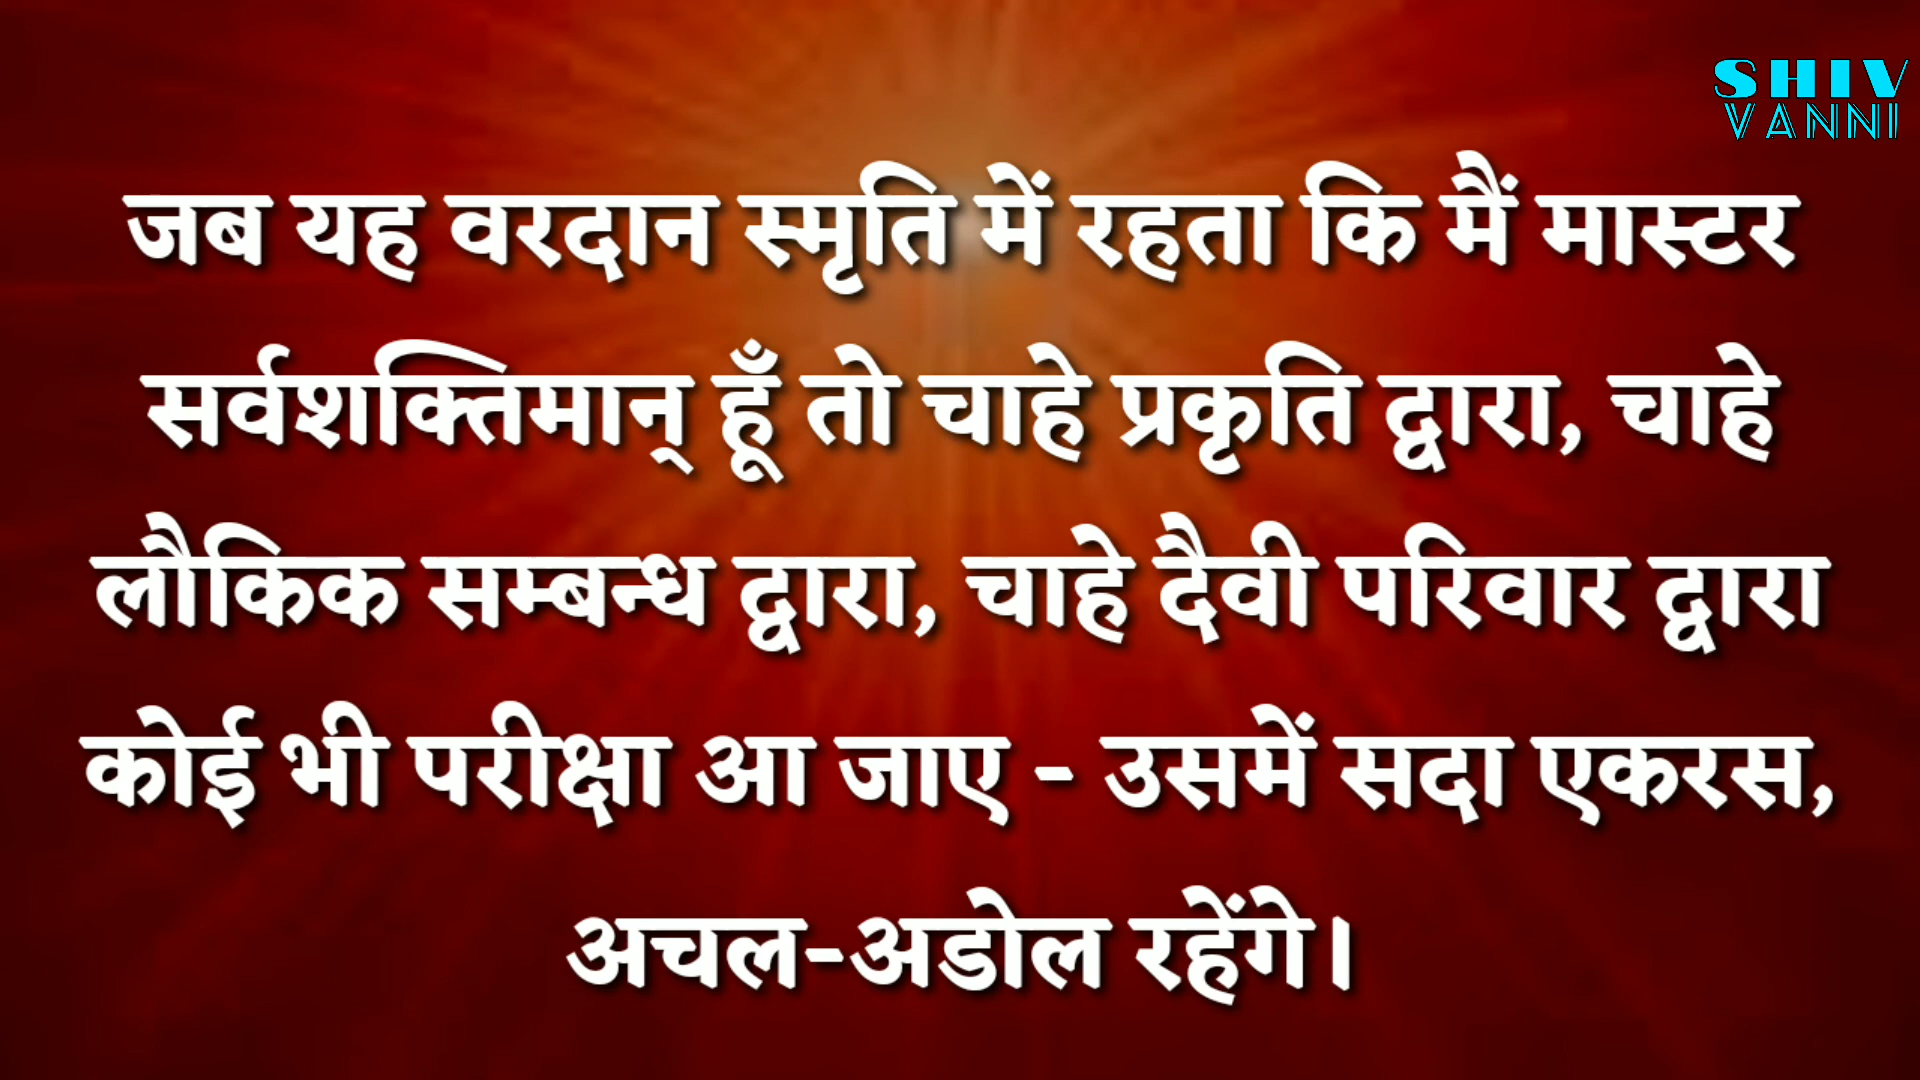 SHIV
VANNI
जब यह वरदान स्मृति में रहता कि मैं मास्टर
सर्वशक्तिमान् हूँ तो चाहे प्रकृति द्वारा, चाहे
लौकिक सम्बन्ध द्वारा, चाहे दैवी परिवार द्वारा
कोई भी परीक्षा आ जाए - उसमें सदा एकरस,
अचल-अडोल रहेंगे।